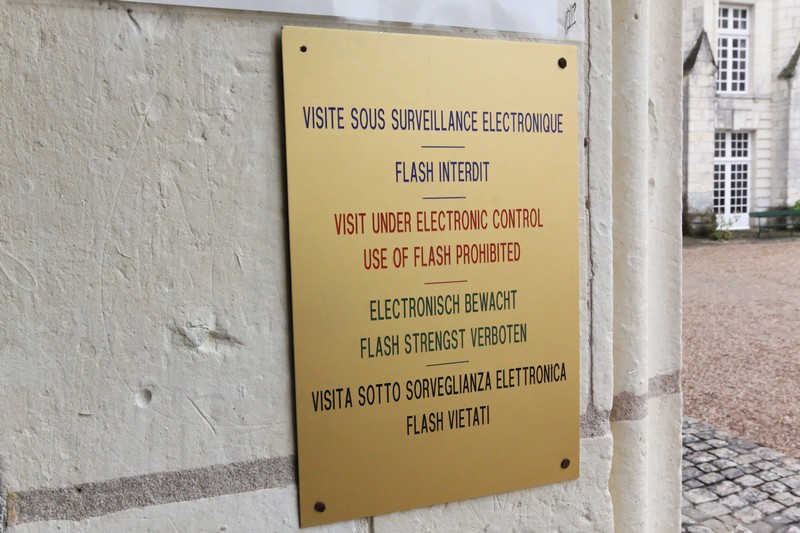 VISITE SOUS SURVEILLANCE ELECTRONIQUE
FLASH INTERDIT
VISIT UNDER ELECTRONIC CONTROL
USE OF FLASH PROHIBITED
ELECTRONISCH BEWACHT
FLASH STRENGST VERBOTEN
VISITA SOTTO SORVEGLIANZA ELETTRONICA
FLASH VIETATI